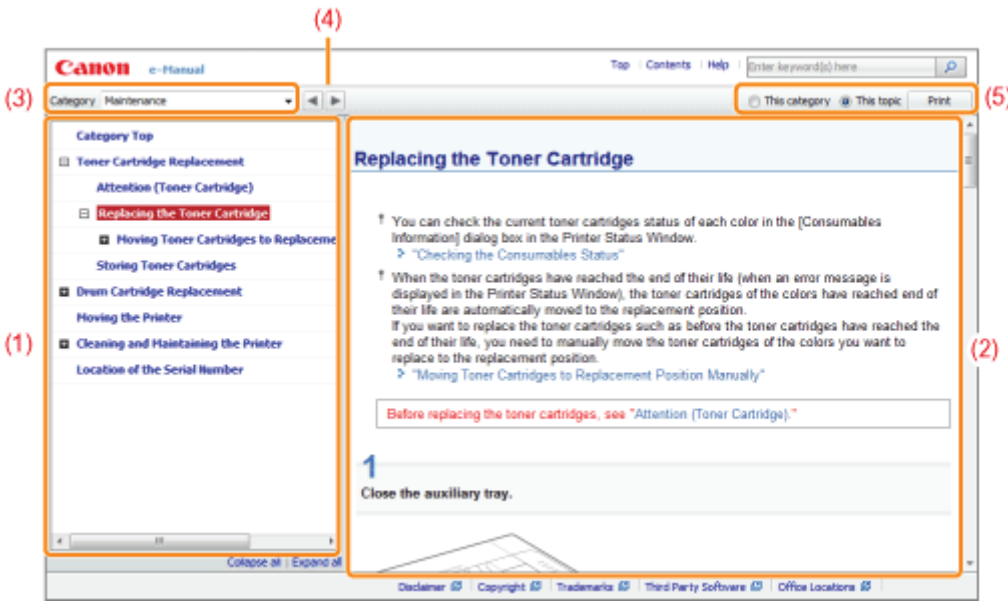 (4)
Canon e-Manual
Top Contents Help Enter keyword(s) here
(3) Category Maintenance
This category This topic Print (5)
Category Top
Toner Cartridge Replacement
Attention (Toner Cartridge)
Replacing the Toner Cartridge
Moving Toner Cartridges to Replaceme
Storing Toner Cartridges
Drum Cartridge Replacement
Moving the Printer
(1) Cleaning and Maintaining the Printer
Location of the Serial Number
Collapse all Expand all
Replacing the Toner Cartridge
You can check the current toner cartridges status of each color in the [Consumables
Information] dialog box in the Printer Status Window.
"Checking the Consumables Status"
When the toner cartridges have reached the end of their life (when an error message is
displayed in the Printer Status Window), the toner cartridges of the colors have reached end of
their life are automatically moved to the replacement position.
If you want to replace the toner cartridges such as before the toner cartridges have reached the
end of their life, you need to manually move the toner cartridges of the colors you want to
replace to the replacement position.
(2)
"Moving Toner Cartridges to Replacement Position Manually"
Before replacing the toner cartridges, see "Attention (Toner Cartridge)."
1
Close the auxiliary tray.
Disclaimer Copyright Trademarks Third Party Software Office Locations